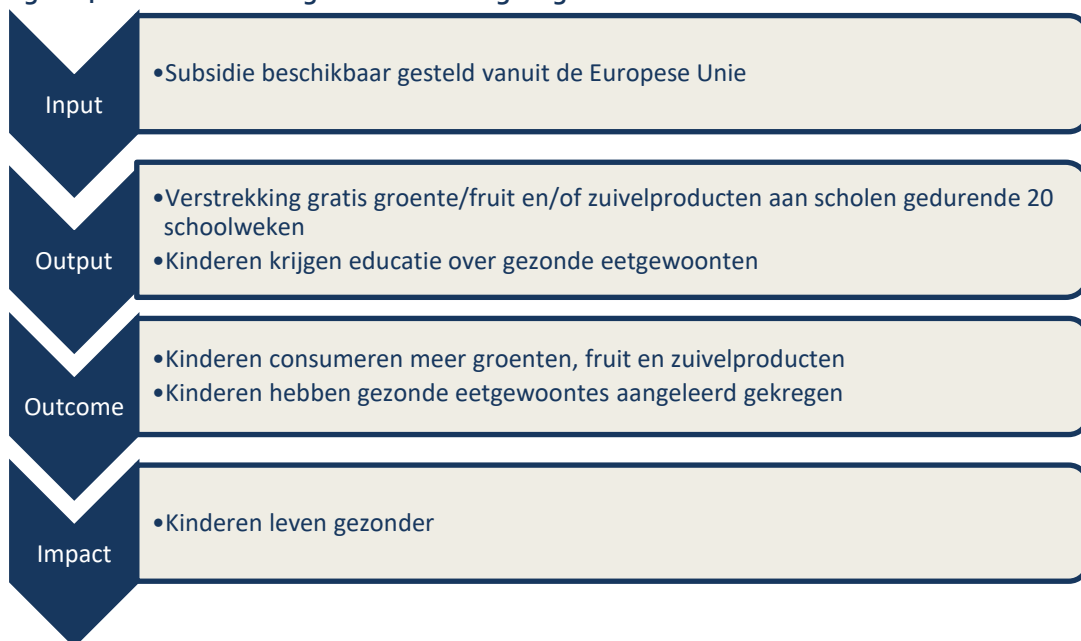 Input
•Subsidie beschikbaar gesteld vanuit de Europese Unie
Output
•Verstrekking gratis groente/fruit en/of zuivelproducten aan scholen gedurende 20
schoolweken
•Kinderen krijgen educatie over gezonde eetgewoonten
Outcome
•Kinderen consumeren meer groenten, fruit en zuivelproducten
•Kinderen hebben gezonde eetgewoontes aangeleerd gekregen
Impact
•Kinderen leven gezonder